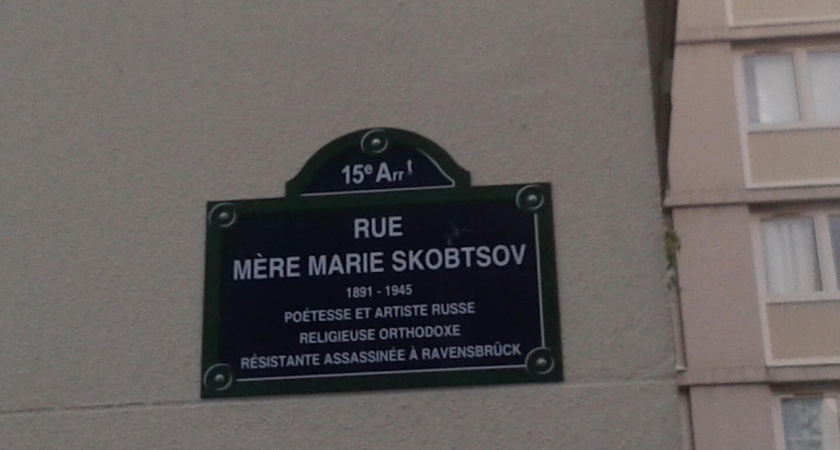 15e Arrt
RUE
MÈRE MARIE SKOBTSOV
1891 - 1945
POÉTESSE ET ARTISTE RUSSE
RELIGIEUSE ORTHODOXE
RÉSISTANTE ASSASSINÉE À RAVENSBRÜCK